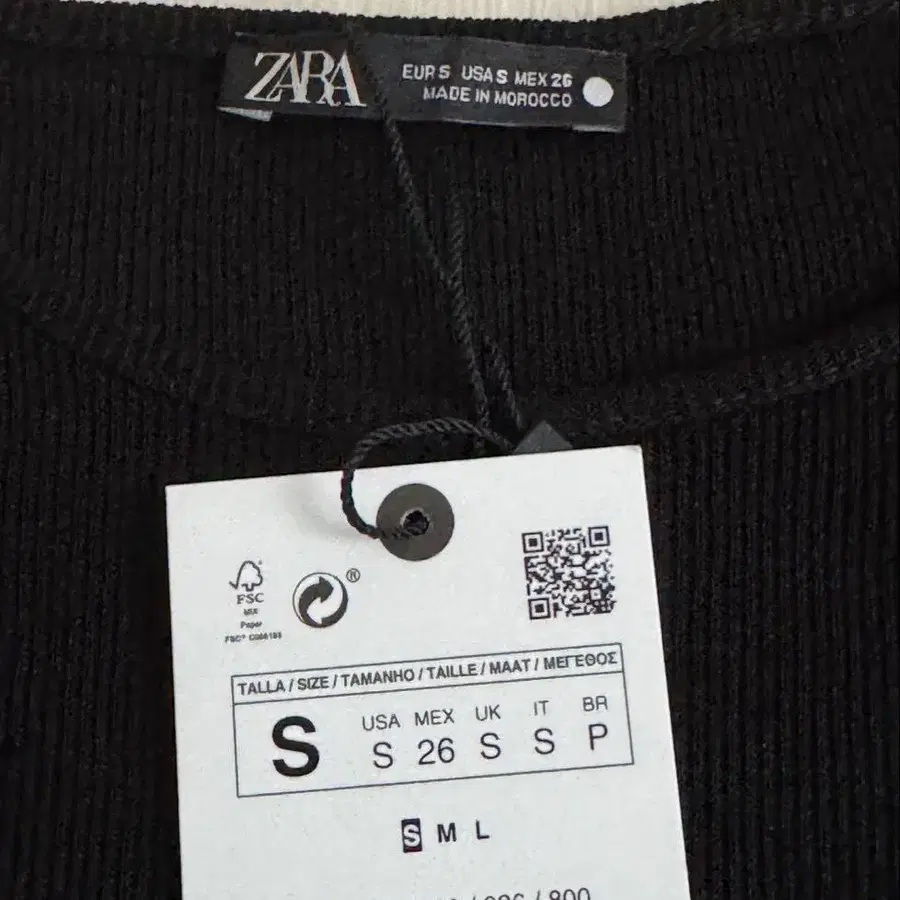 ZARA
EUR S USA S MEX 26
MADE IN MOROCCO
FSC
MIX
Paper
®
TALLA / SIZE / TAMANHO / TAILLE / MAAT / ΜΕΓΕΘΟΣ
S
USA MEX UK IT BR
S 26 S S P
S M L
/ 800